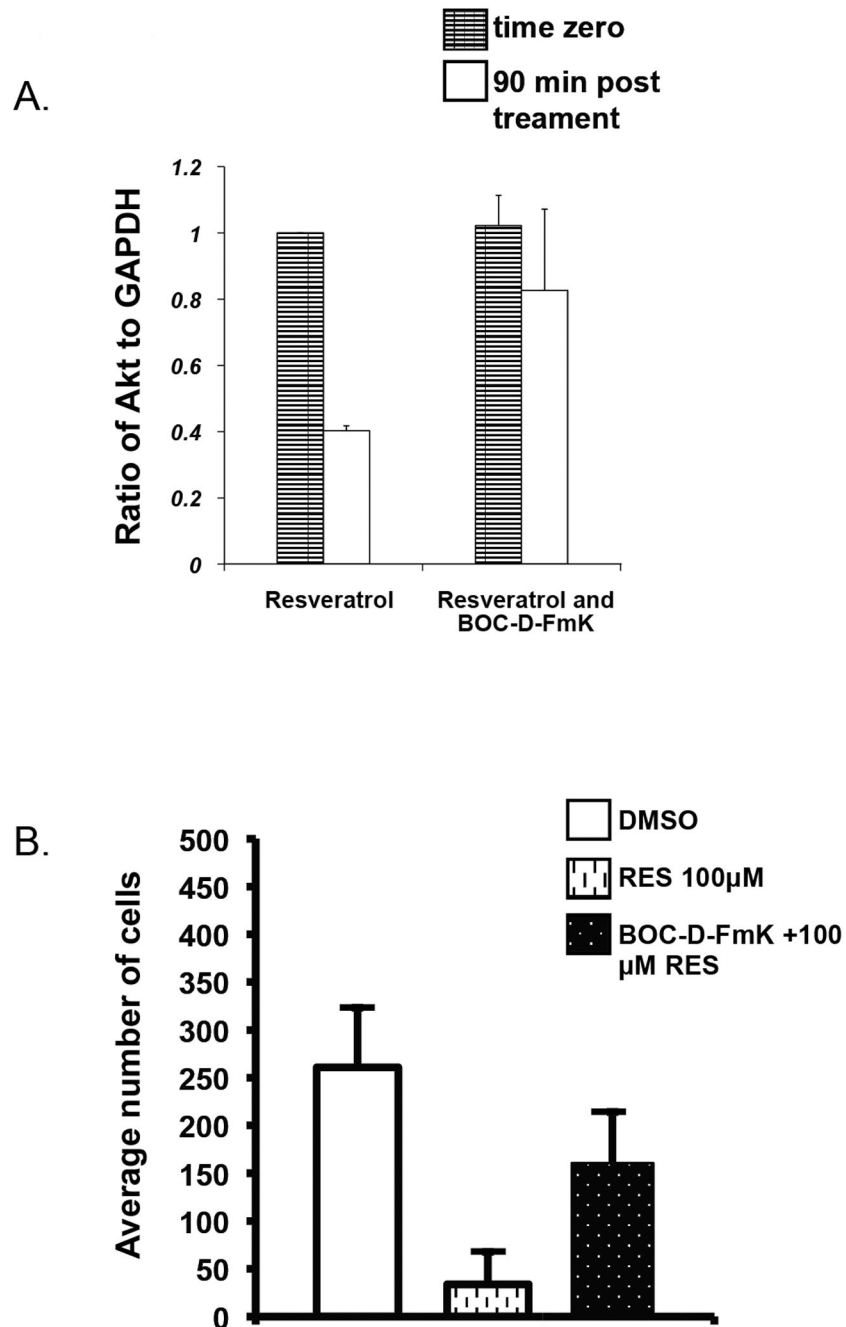 time zero
90 min post
treament
A.
Ratio of Akt to GAPDH
1.2
1
0.8
0.6
0.4
0.2
0
Resveratrol
Resveratrol and
BOC-D-FmK
B.
Average number of cells
500
450
400
350
300
250
200
150
100
50
0
DMSO
RES 100µM
BOC-D-FmK +100
µM RES